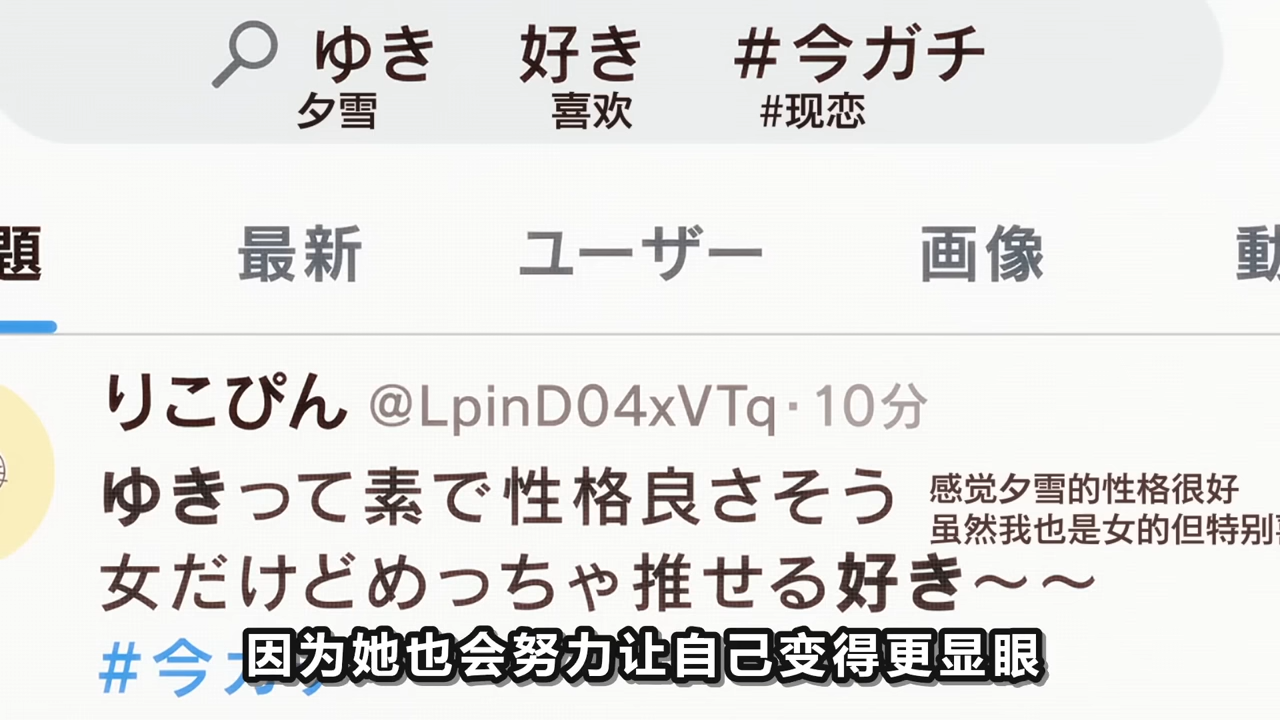 ゆき 好き #今ガチ
夕雪 喜欢 #现恋
題 最新 ユーザー 画像 動
りこぴん @LpinD04xVTq·10分
ゆきって素で性格良さそう
感觉夕雪的性格很好
虽然我也是女的但特别
女だけどめっちゃ推せる好き～～
#今ガ
因为她也会努力让自己变得更显眼